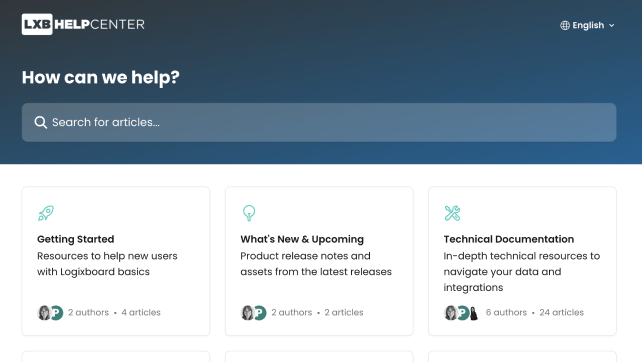 LXB HELPCENTER
English
How can we help?
Search for articles...
Getting Started
Resources to help new users
with Logixboard basics
P 2 authors • 4 articles
What's New & Upcoming
Product release notes and
assets from the latest releases
P 2 authors • 2 articles
Technical Documentation
In-depth technical resources to
navigate your data and
integrations
P 6 authors • 24 articles